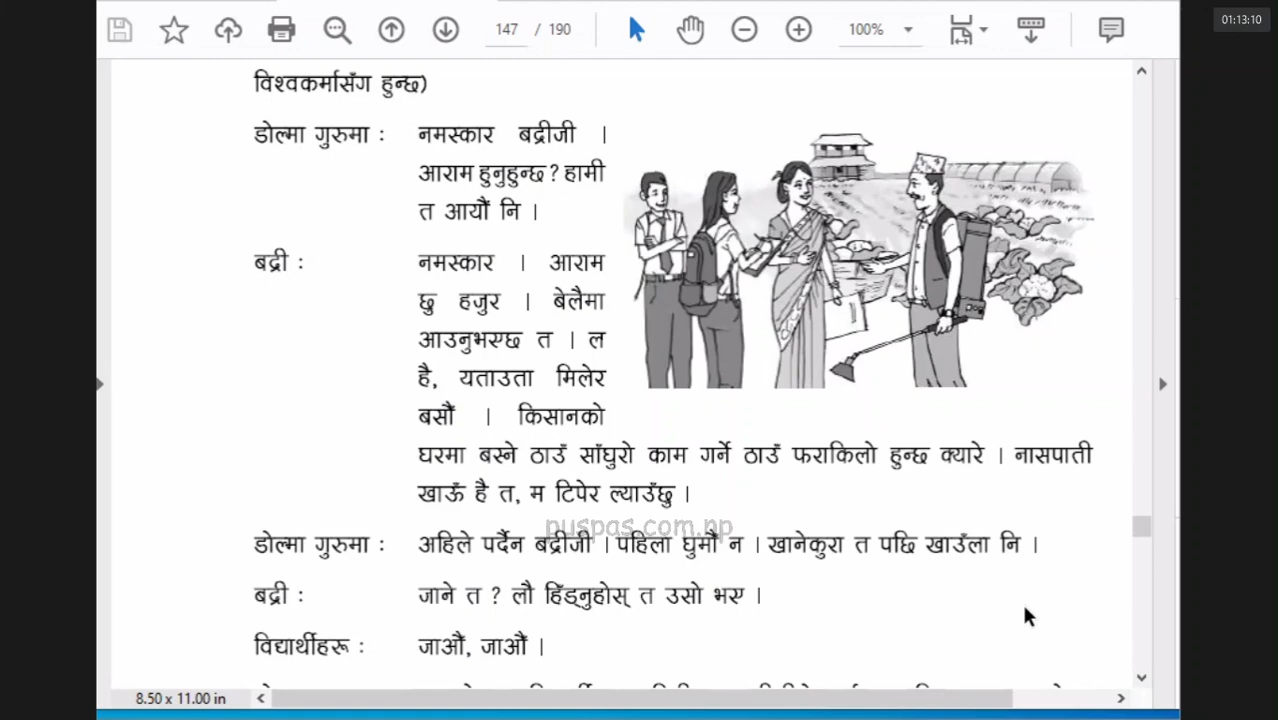 01:13:10
147 / 190
100%
विश्वकर्मासँग हुन्छ)
डोल्मा गुरुमा : नमस्कार बद्रीजी ।
आराम हुनुहुन्छ ? हामी
त आयौँ नि ।
बद्री : नमस्कार । आराम
छु हजुर । बेलैमा
आउनुभएछ त । ल
है, यताउता मिलेर
बसौँ । किसानको
घरमा बस्ने ठाउँ साँघुरो काम गर्ने ठाउँ फराकिलो हुन्छ क्यारे । नासपाती
खाऊँ है त, म टिपेर ल्याउँछु ।
puspas.com.np
डोल्मा गुरुमा : अहिले पर्दैन बद्रीजी । पहिला घुमौँ न । खानेकुरा त पछि खाउँला नि ।
बद्री : जाने त ? लौ हिँड्नुहोस् त उसो भए ।
विद्यार्थीहरू : जाऔँ, जाऔँ ।
8.50 x 11.00 in